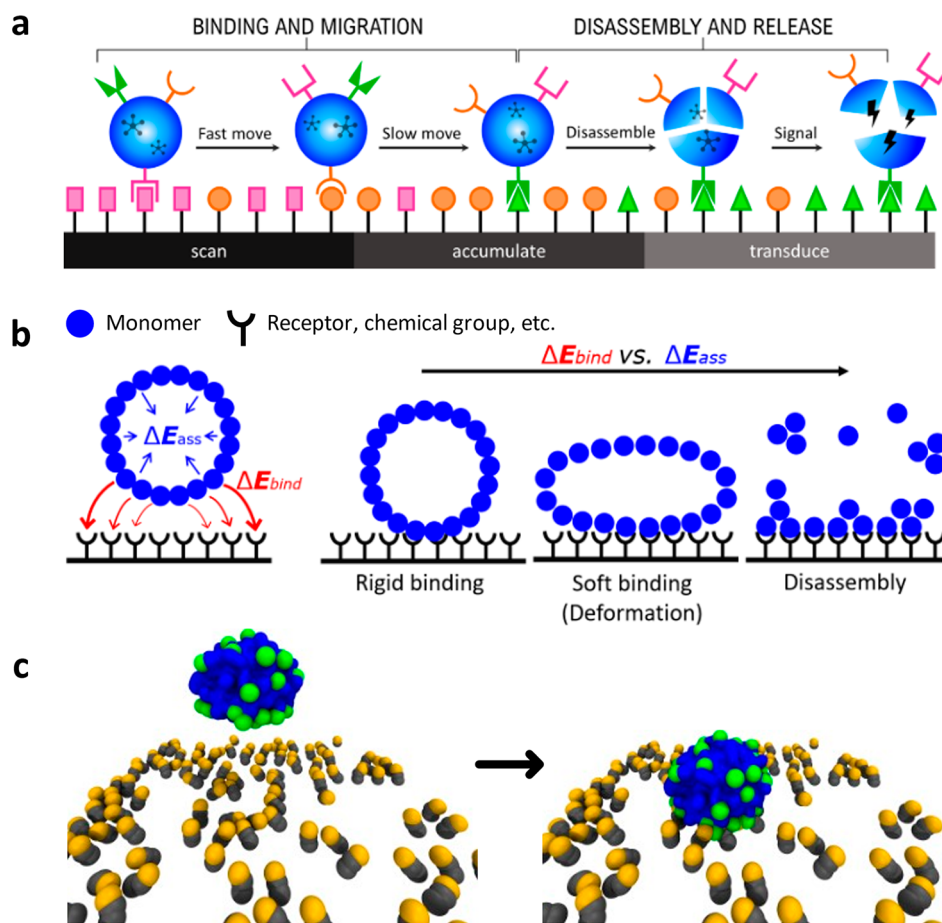 a
BINDING AND MIGRATION
DISASSEMBLY AND RELEASE
Fast move
Slow move
Disassemble
Signal
scan
accumulate
transduce
b
Monomer
Receptor, chemical group, etc.
ΔEbind vs. ΔEass
ΔEass
ΔEbind
Rigid binding
Soft binding
(Deformation)
Disassembly
c